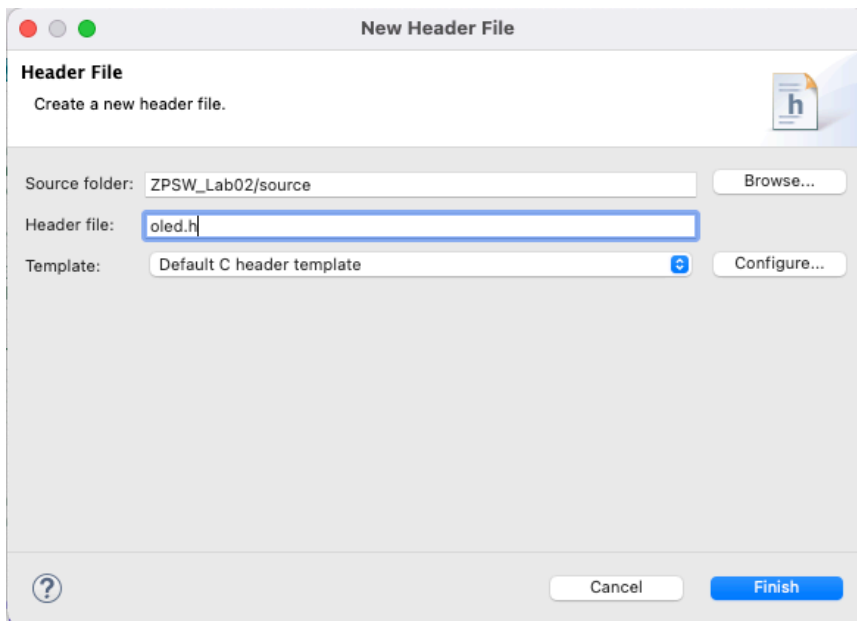 New Header File
Header File
Create a new header file.
h
Source folder: ZPSW_Lab02/source Browse...
Header file: oled.h
Template: Default C header template Configure...
? Cancel Finish